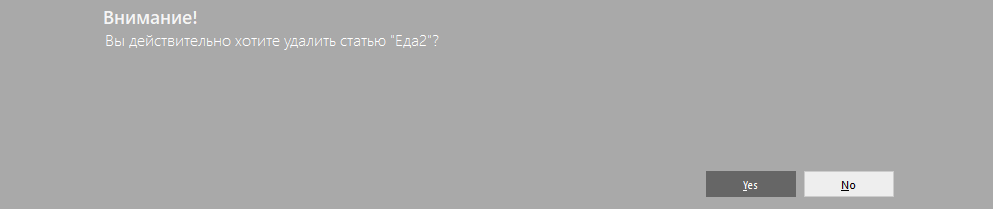 Внимание!
Вы действительно хотите удалить статью "Еда2"?
Yes
No